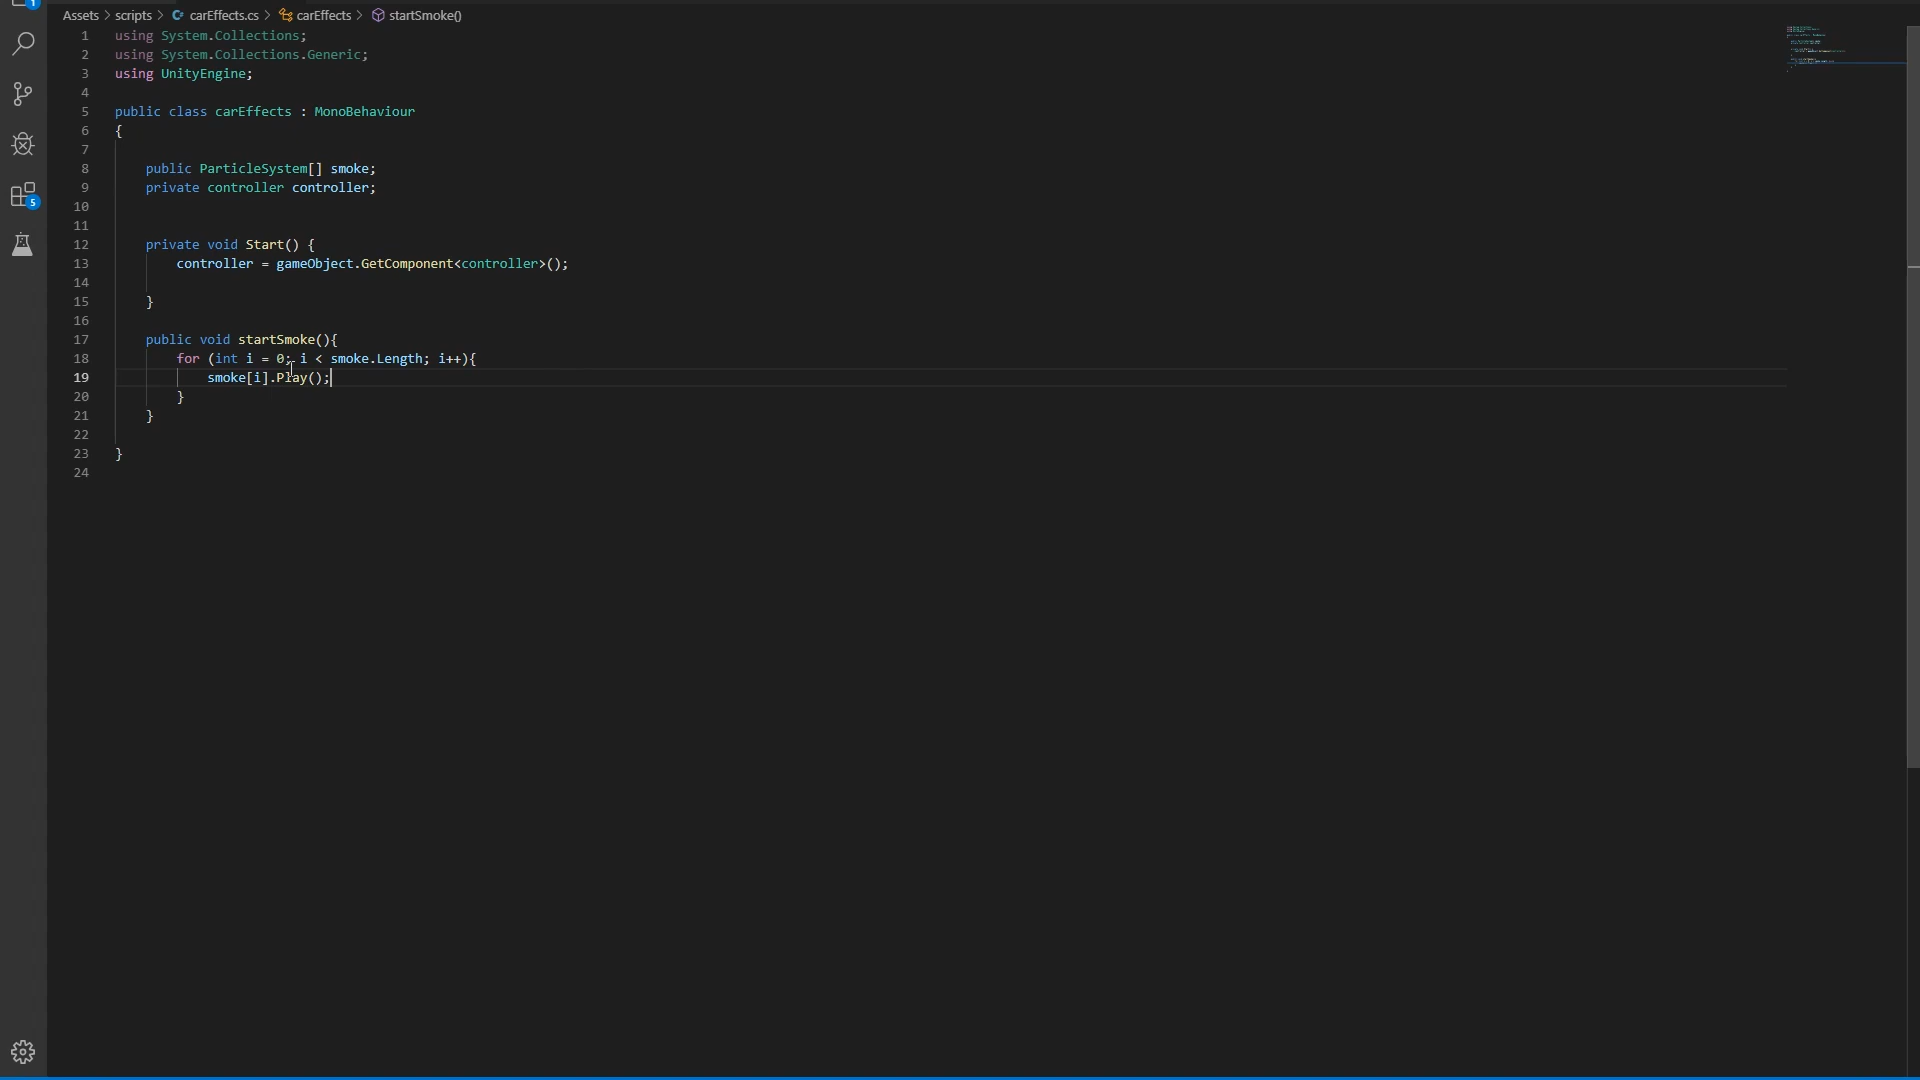 1
Assets > scripts > carEffects.cs > carEffects > startSmoke()
1 using System.Collections;
2 using System.Collections.Generic;
3 using UnityEngine;
4
5 public class carEffects : MonoBehaviour
6 {
7
8 public ParticleSystem[] smoke;
9 private controller controller;
10
11
12 private void Start() {
13 controller = gameObject.GetComponent<controller>();
14
15 }
16
17 public void startSmoke(){
18 for (int i = 0; i < smoke.Length; i++){
19 smoke[i].Play();
20 }
21 }
22
23 }
24
5